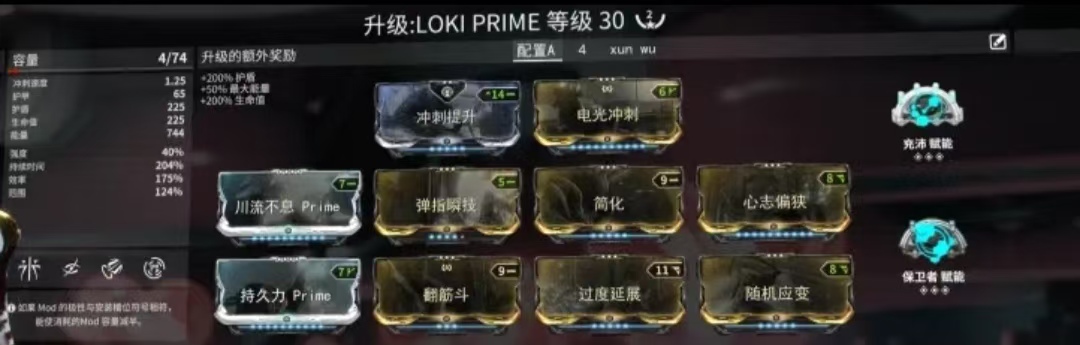 升级:LOKI PRIME 等级 30 2
配置A 4 xun wu
容量 4/74
冲刺速度 1.25
护甲 65
护盾 225
生命值 225
能量 744
强度 40%
持续时间 204%
效率 175%
范围 124%
ⓘ如果 Mod 的极性与安装槽位符号相符,
能使消耗的Mod 容量减半。
升级的额外奖励
+200% 护盾
+50% 最大能量
+200% 生命值
14
冲刺提升
6
电光冲刺
7
川流不息 Prime
5
弹指瞬技
9
简化
8
心志偏狭
7
持久力 Prime
9
翻筋斗
11
过度延展
8
随机应变
充沛 赋能
保卫者 赋能